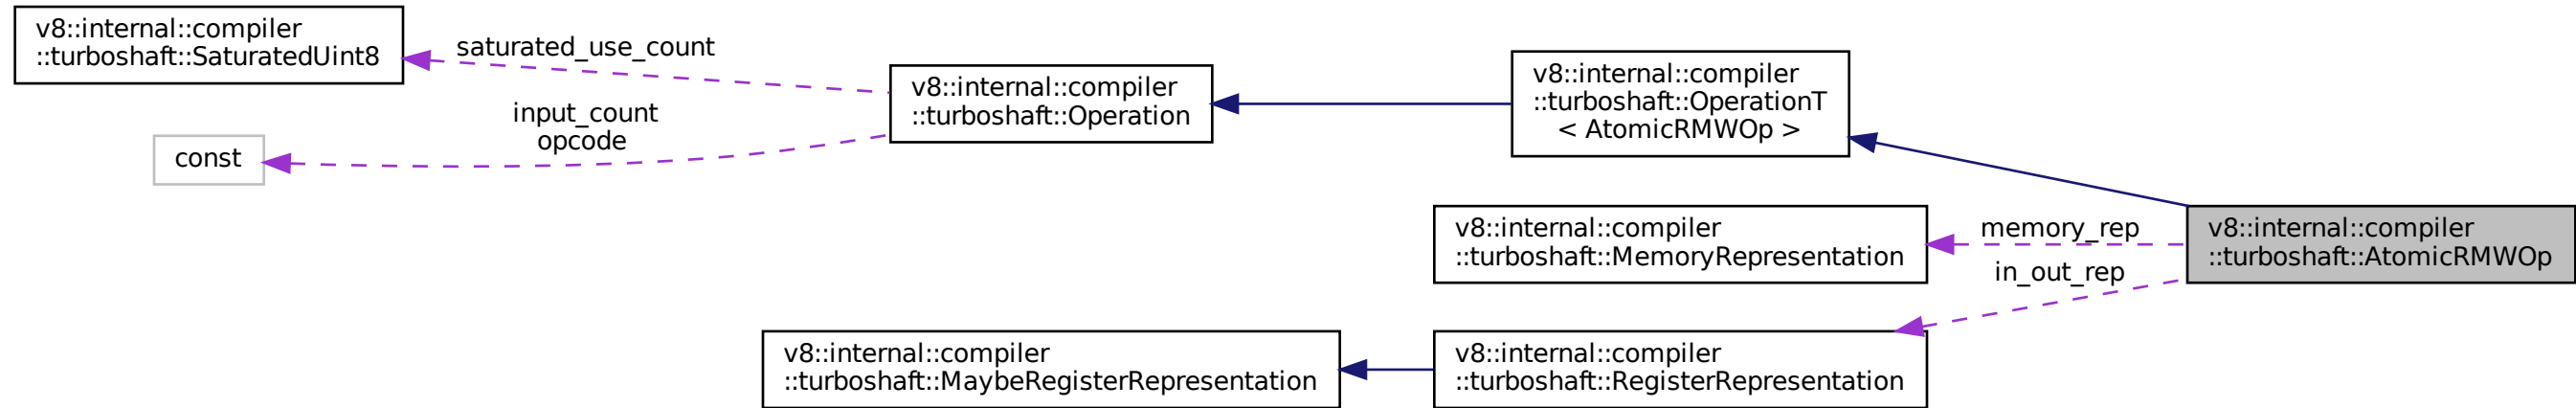 v8::internal::compiler
::turboshaft::SaturatedUint8
saturated_use_count
input_count
opcode
const
v8::internal::compiler
::turboshaft::Operation
v8::internal::compiler
::turboshaft::OperationT
< AtomicRMWOp >
v8::internal::compiler
::turboshaft::MemoryRepresentation
memory_rep
in_out_rep
v8::internal::compiler
::turboshaft::AtomicRMWOp
v8::internal::compiler
::turboshaft::MaybeRegisterRepresentation
v8::internal::compiler
::turboshaft::RegisterRepresentation